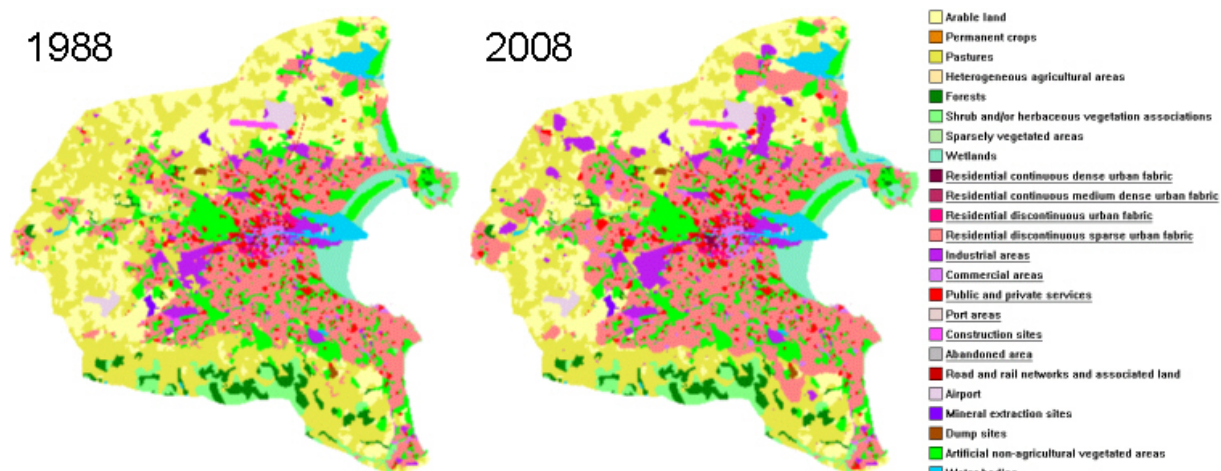 1988
2008
Arable land
Permanent crops
Pastures
Heterogeneous agricultural areas
Forests
Shrub and/or herbaceous vegetation associations
Sparsely vegetated areas
Wetlands
Residential continuous dense urban fabric
Residential continuous medium dense urban fabric
Residential discontinuous urban fabric
Residential discontinuous sparse urban fabric
Industrial areas
Commercial areas
Public and private services
Port areas
Construction sites
Abandoned area
Road and rail networks and associated land
Airport
Mineral extraction sites
Dump sites
Artificial non-agricultural vegetated areas